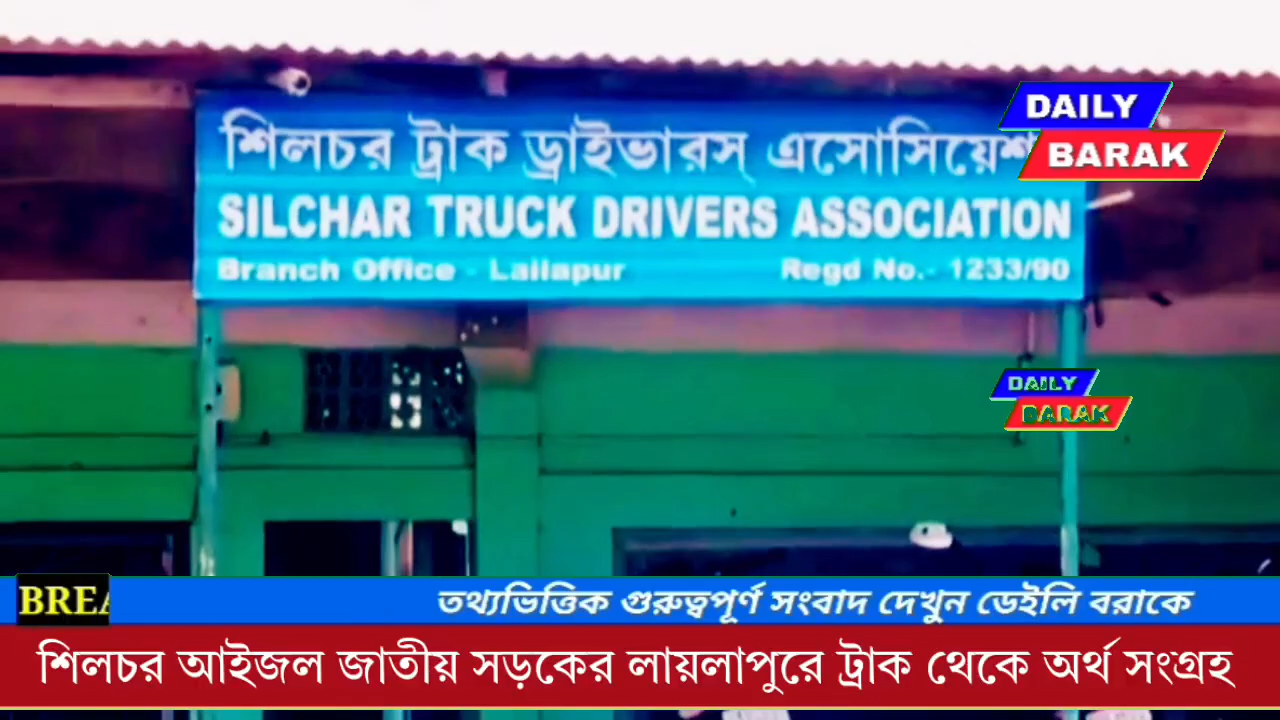 শিলচর ট্রাক ড্রাইভারস্ এসোসিয়েশ
DAILY
BARAK
SILCHAR TRUCK DRIVERS ASSOCIATION
Branch Office - Lailapur Regd No.- 1233/90
DAILY
BARAK
BREA
তথ্যভিত্তিক গুরুত্বপূর্ণ সংবাদ দেখুন ডেইলি বরাকে
শিলচর আইজল জাতীয় সড়কের লায়লাপুরে ট্রাক থেকে অর্থ সংগ্রহ